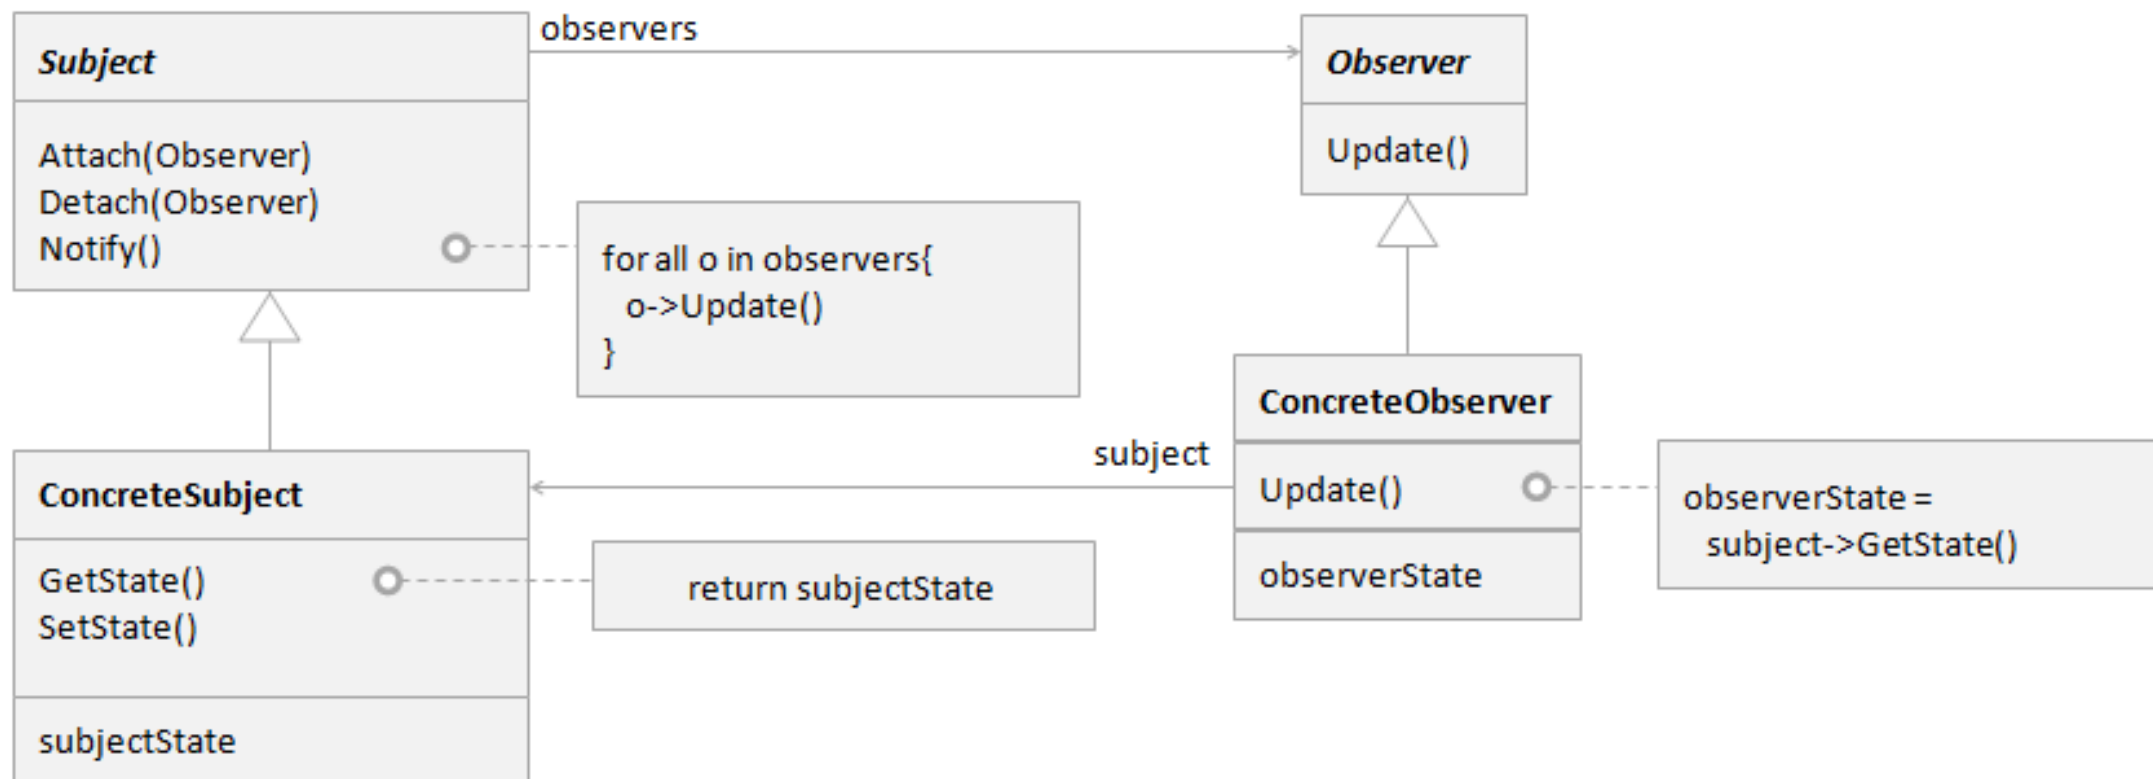 Subject
Attach(Observer)
Detach(Observer)
Notify()
observers
Observer
Update()
for all o in observers{
o->Update()
}
ConcreteSubject
GetState()
SetState()
subjectState
return subjectState
subject
ConcreteObserver
Update()
observerState
observerState =
subject->GetState()